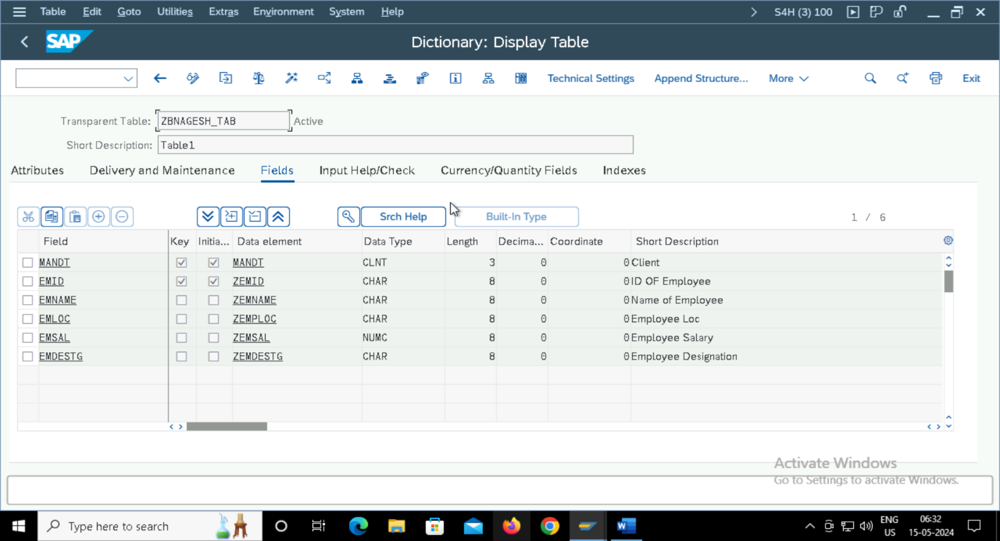 Table Edit Goto Utilities Extras Environment System Help S4H (3) 100
SAP Dictionary: Display Table
Technical Settings Append Structure... More Exit
Transparent Table: ZBNAGESH_TAB Active
Short Description: Table1
Attributes Delivery and Maintenance Fields Input Help/Check Currency/Quantity Fields Indexes
Srch Help Built-In Type 1 / 6
Field Key Initia... Data element Data Type Length Decima... Coordinate Short Description
MANDT MANDT CLNT 3 0 0 Client
EMID ZEMID CHAR 8 0 0 ID OF Employee
EMNAME ZEMNAME CHAR 8 0 0 Name of Employee
EMLOC ZEMPLOC CHAR 8 0 0 Employee Loc
EMSAL ZEMSAL NUMC 8 0 0 Employee Salary
EMDESTG ZEMDESTG CHAR 8 0 0 Employee Designation
Activate Windows
Go to Settings to activate Windows.
Type here to search ENG 06:32
US 15-05-2024